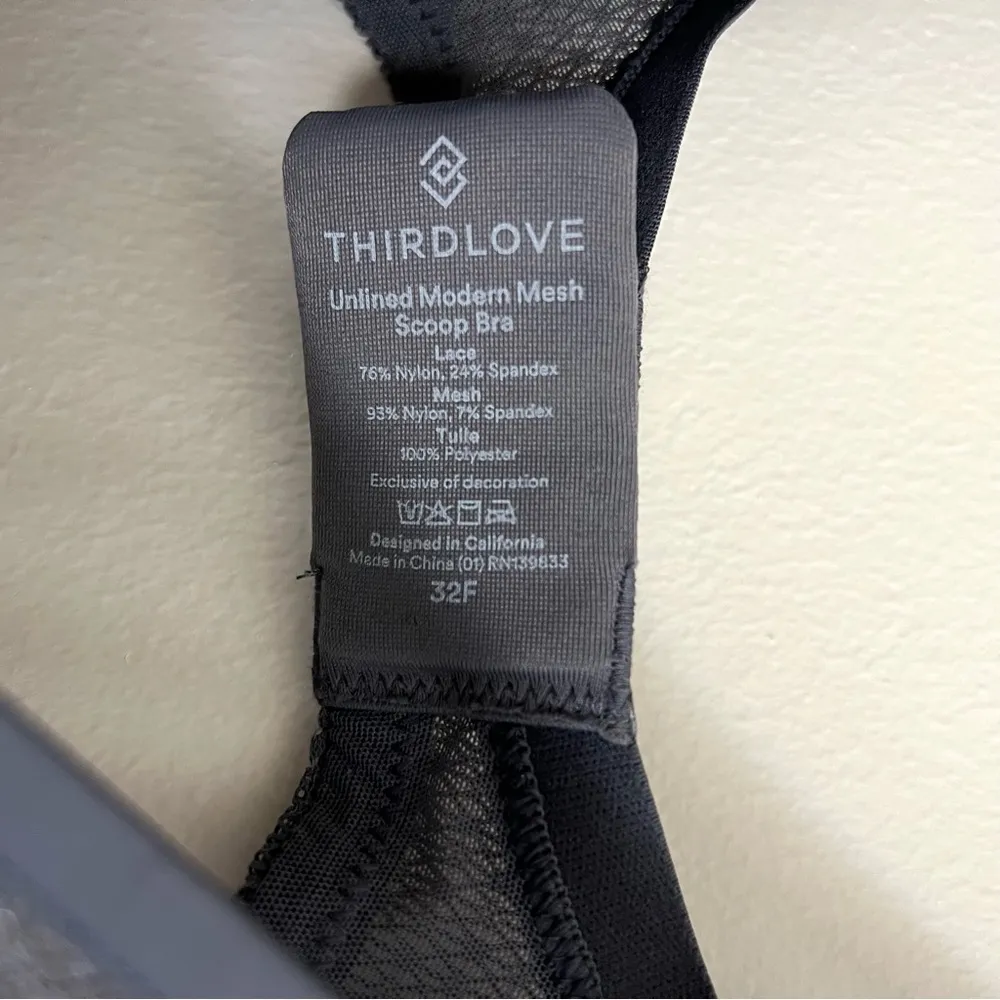 THIRDLOVE
Unlined Modern Mesh
Scoop Bra
Lace
76% Nylon, 24% Spandex
Mesh
93% Nylon, 7% Spandex
Tulle
100% Polyester
Exclusive of decoration
Designed in California
Made in China (01) RN139833
32F